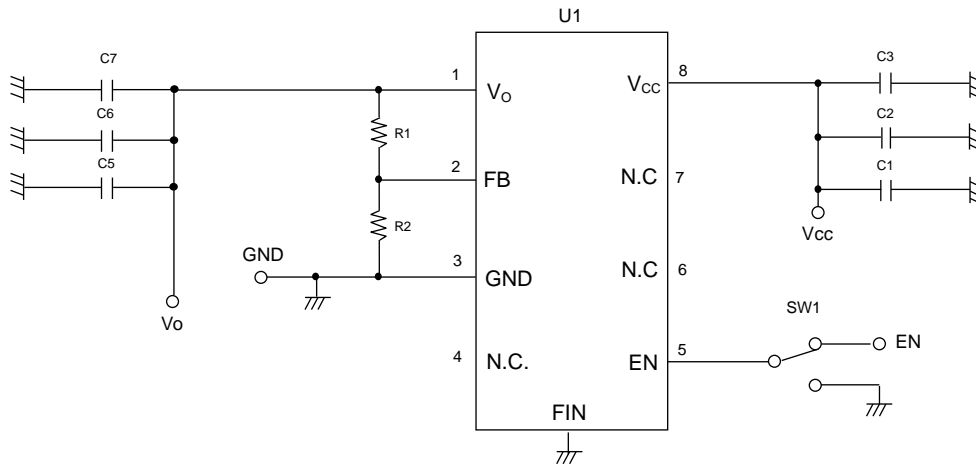 U1
C7
C6
C5
1
Vo
R1
2
FB
R2
GND
3
GND
Vo
4
N.C.
FIN
8
Vcc
C3
C2
C1
Vcc
N.C
7
N.C
6
EN
5
SW1
EN